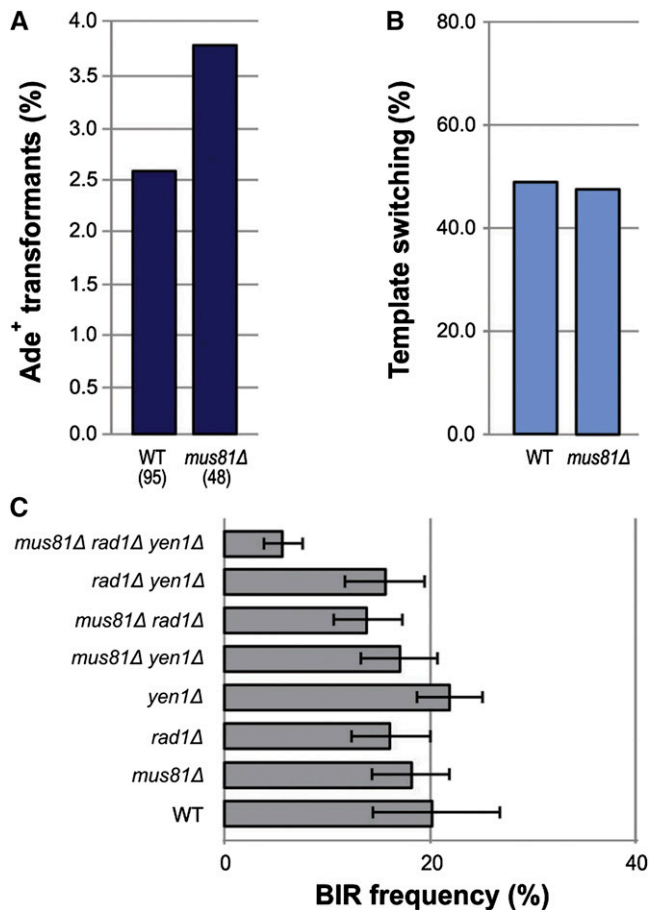 A
Ade+ transformants (%)
4.0
3.5
3.0
2.5
2.0
1.5
1.0
0.5
0.0
WT
(95)
mus81Δ
(48)
B
Template switching (%)
80.0
60.0
40.0
20.0
0.0
WT
mus81Δ
C
mus81Δ rad1Δ yen1Δ
rad1Δ yen1Δ
mus81Δ rad1Δ
mus81Δ yen1Δ
yen1Δ
rad1Δ
mus81Δ
WT
0
20
40
BIR frequency (%)